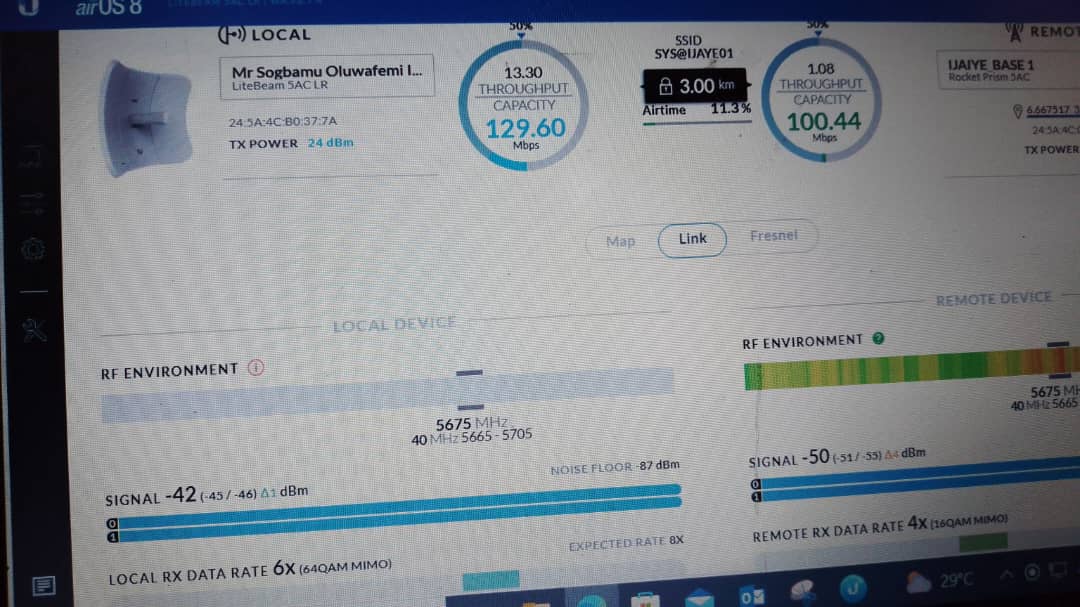 airOS 8
LOCAL
Mr Sogbamu Oluwafemi I...
LiteBeam 5AC LR
24:5A:4C:B0:37:7A
TX POWER 24 dBm
50%
13.30
THROUGHPUT
CAPACITY
129.60
Mbps
SSID
SYS@IJAYE01
3.00 km
Airtime 11.3%
50%
1.08
THROUGHPUT
CAPACITY
100.44
Mbps
REMOT
IJAIYE_BASE 1
Rocket Prism 5AC
6.667517, 3
24:5A:4C:
TX POWER
Map
Link
Fresnel
LOCAL DEVICE
REMOTE DEVICE
RF ENVIRONMENT
5675 MHz
40 MHz 5665 - 5705
RF ENVIRONMENT ?
5675 MH
40 MHz 5665
NOISE FLOOR -87 dBm
SIGNAL -42 (-45 / -46) Δ1 dBm
0
1
SIGNAL -50 (-51 / -55) Δ4 dBm
0
1
EXPECTED RATE 8X
LOCAL RX DATA RATE 6X (64QAM MIMO)
REMOTE RX DATA RATE 4X (16QAM MIMO)
29°C